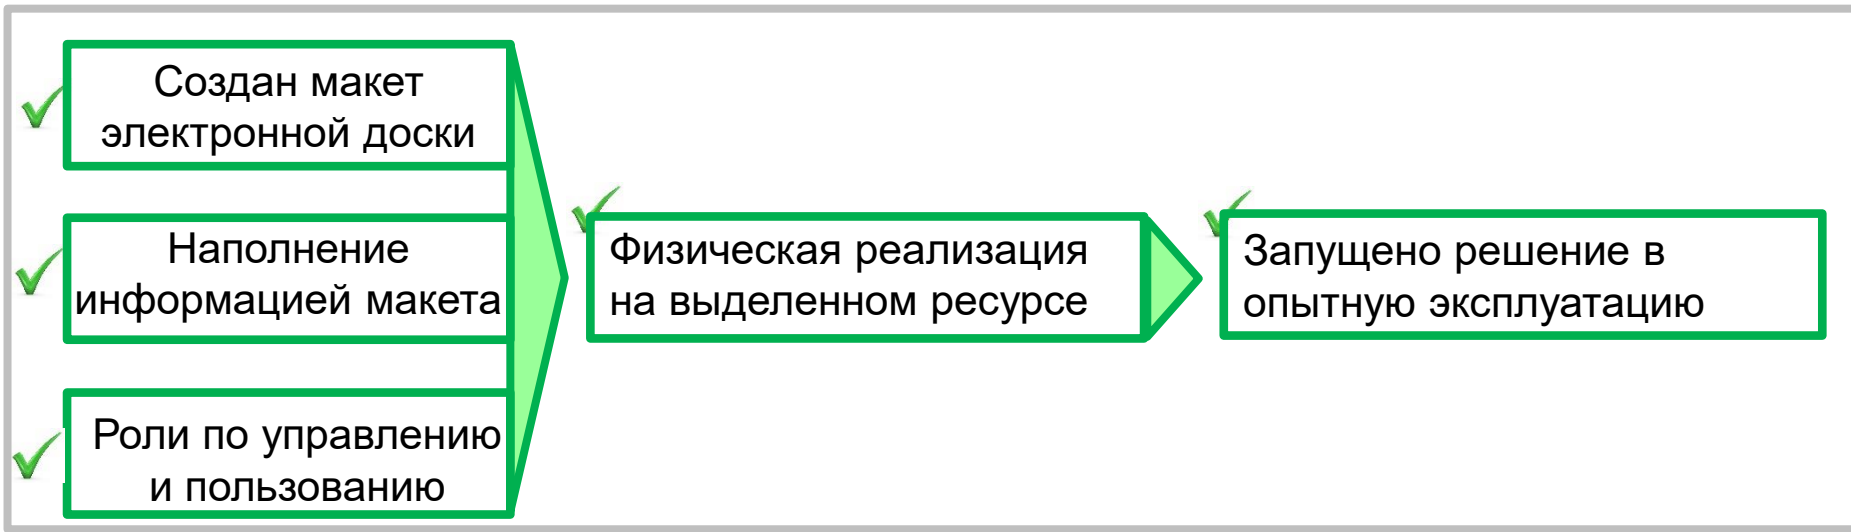 Создан макет
электронной доски
Наполнение
информацией макета
Роли по управлению
и пользованию
Физическая реализация
на выделенном ресурсе
Запущено решение в
опытную эксплуатацию